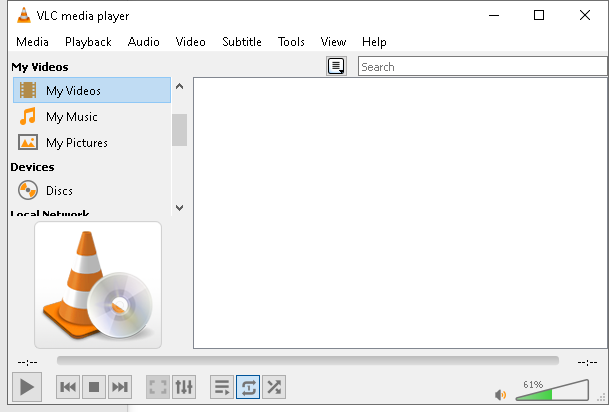 VLC media player
Media Playback Audio Video Subtitle Tools View Help
My Videos
Search
My Videos
My Music
My Pictures
Devices
Discs
Local Network
--:-- --:--
61%